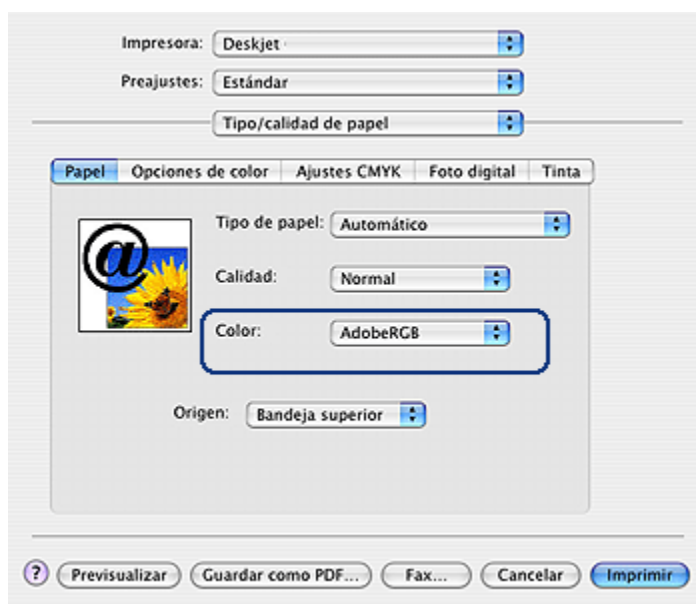 Impresora: Deskjet
Preajustes: Estándar
Tipo/calidad de papel
Papel Opciones de color Ajustes CMYK Foto digital Tinta
Tipo de papel: Automático
@
Calidad: Normal
Color: AdobeRGB
Origen: Bandeja superior
? Previsualizar Guardar como PDF... Fax... Cancelar Imprimir